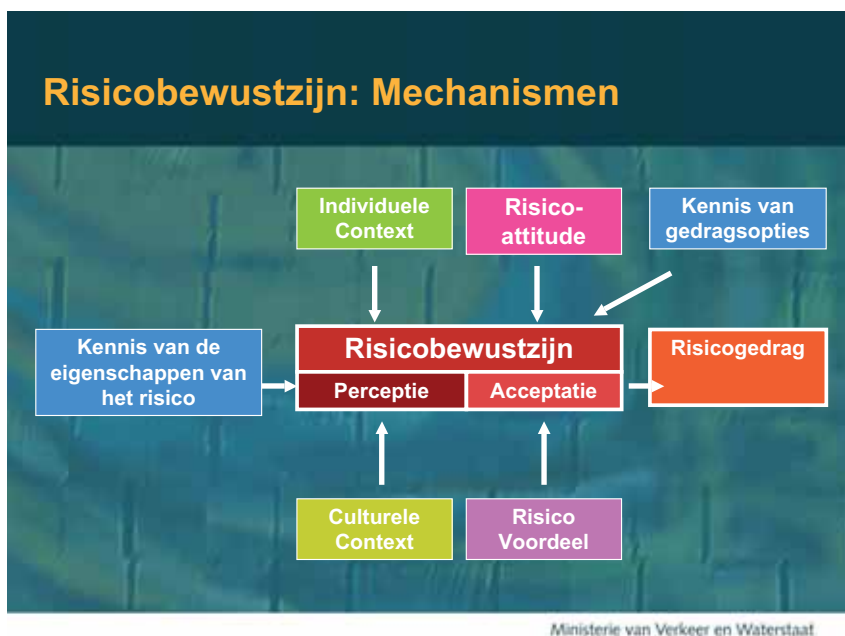 Risicobewustzijn: Mechanismen
Individuele
Context
Risico-
attitude
Kennis van
gedragsopties
Kennis van de
eigenschappen van
het risico
Risicobewustzijn
Perceptie
Acceptatie
Risicogedrag
Culturele
Context
Risico
Voordeel
Ministerie van Verkeer en Waterstaat